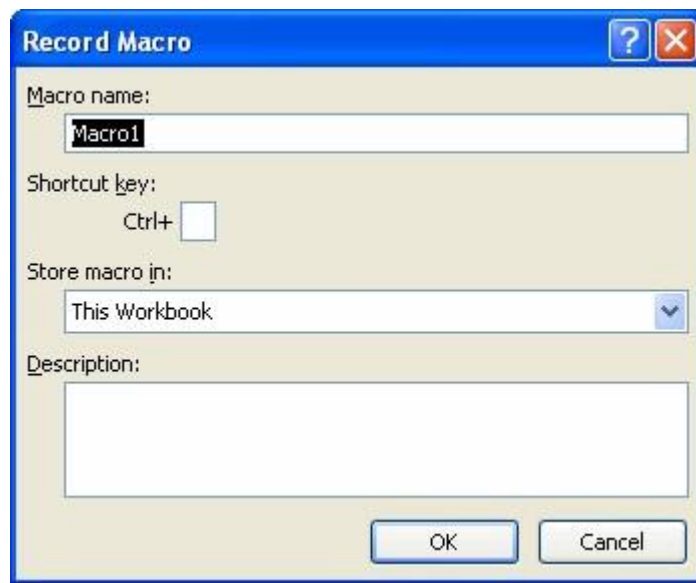 Record Macro
Macro name:
Macro1
Shortcut key:
Ctrl+
Store macro in:
This Workbook
Description:
OK Cancel